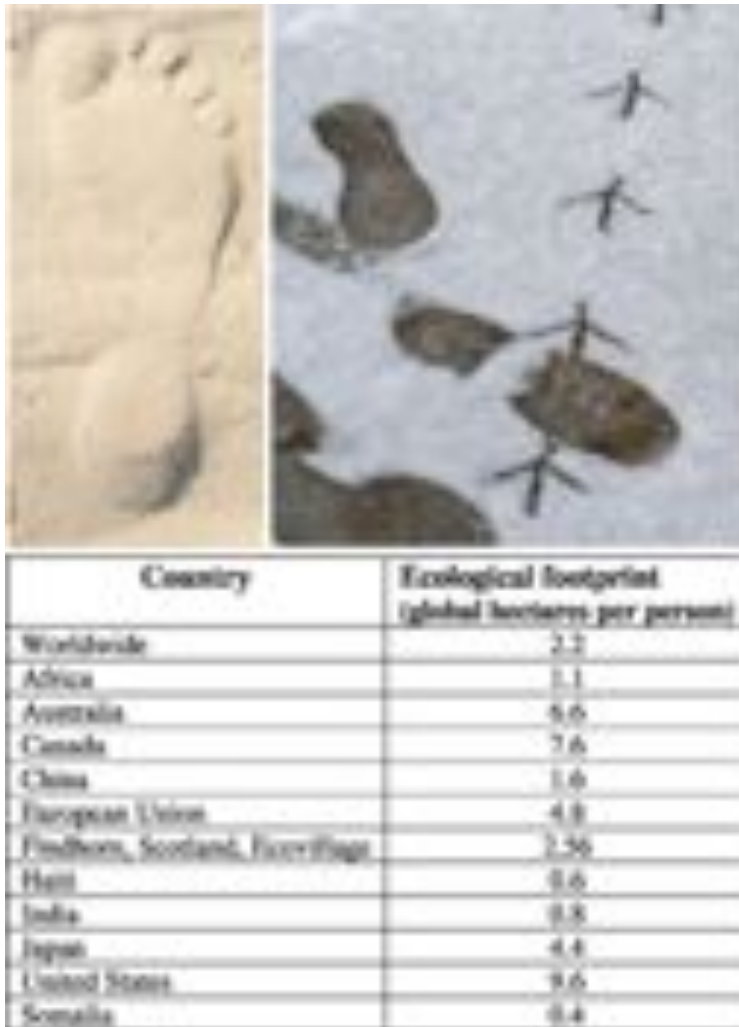 Country Ecological footprint
(global hectares per person)
Worldwide 2.2
Africa 1.1
Australia 6.6
Canada 7.6
China 1.6
European Union 4.8
Findhorn, Scotland, Ecovillage 2.56
Haiti 0.6
India 0.8
Japan 4.4
United States 9.6
Somalia 0.4